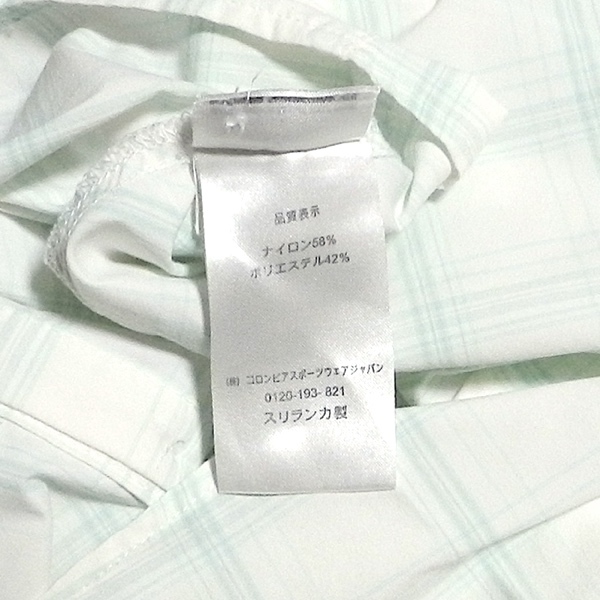 品質表示
ナイロン58%
ポリエステル42%
(株) コロンビアスポーツウェアジャパン
0120-193-821
スリランカ製